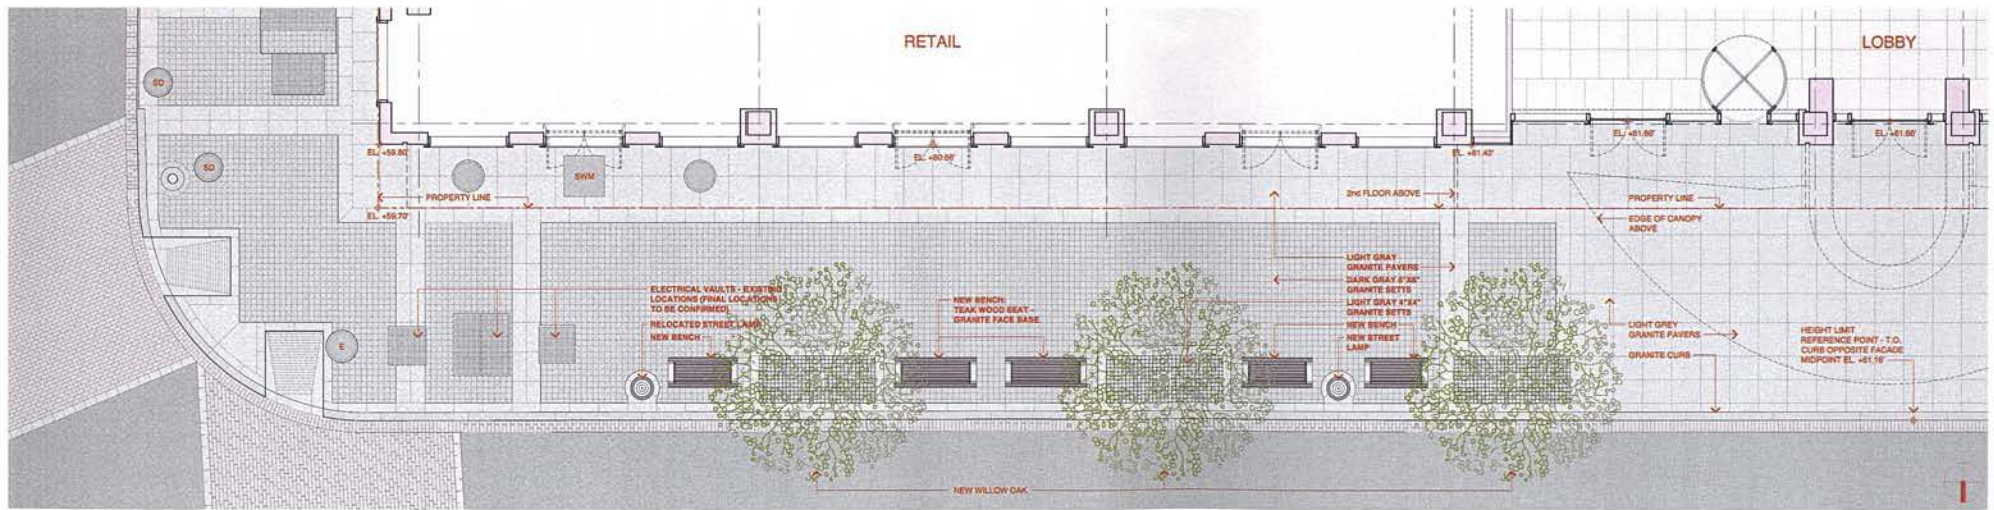 RETAIL
LOBBY
SD
SD
EL. +59.80'
SWM
EL. +60.66'
EL. +61.42'
EL. +61.66'
EL. +61.66'
PROPERTY LINE
EL. +59.70'
2nd FLOOR ABOVE
PROPERTY LINE
EDGE OF CANOPY
ABOVE
ELECTRICAL VAULTS - EXISTING
LOCATIONS (FINAL LOCATIONS
TO BE CONFIRMED)
RELOCATED STREET LAMP
NEW BENCH
E
NEW BENCH:
TEAK WOOD SEAT -
GRANITE FACE BASE
LIGHT GRAY
GRANITE PAVERS
DARK GRAY 6"X6"
GRANITE SETTS
LIGHT GRAY 4"X4"
GRANITE SETTS
NEW BENCH
NEW STREET
LAMP
LIGHT GREY
GRANITE PAVERS
GRANITE CURB
HEIGHT LIMIT
REFERENCE POINT - T.O.
CURB OPPOSITE FACADE
MIDPOINT EL. +61.16'
NEW WILLOW OAK